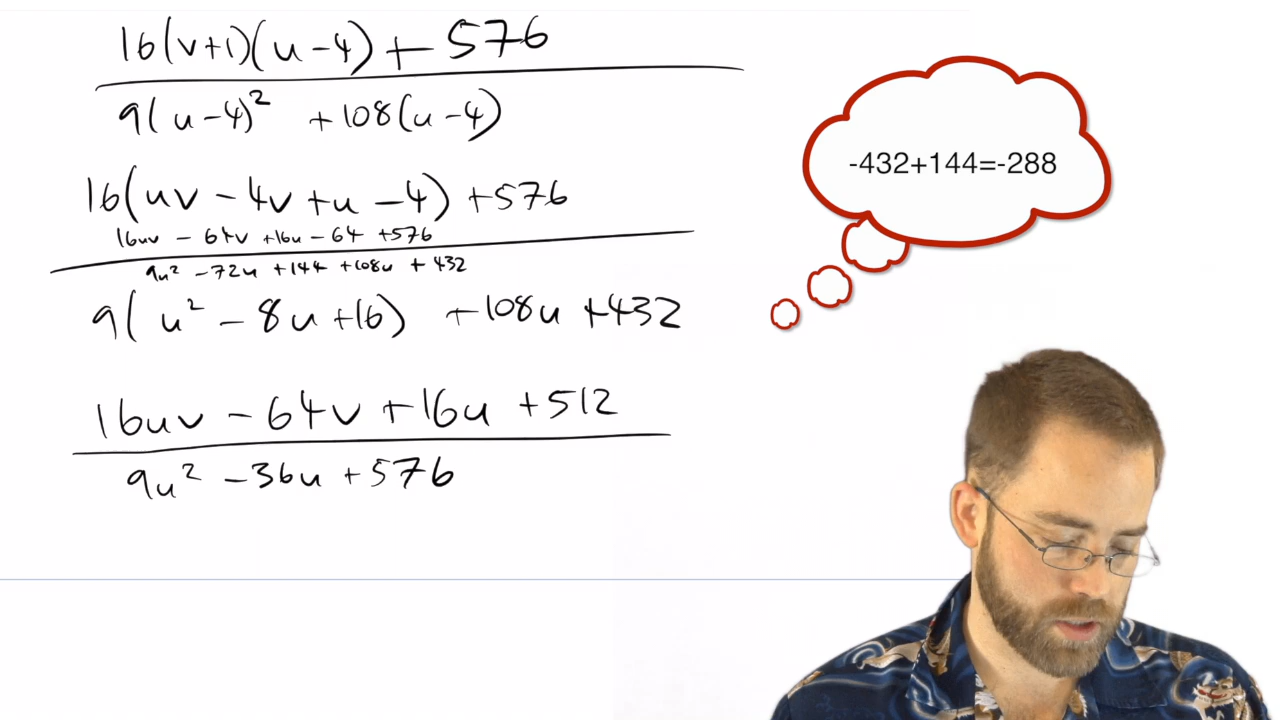 16(v+1)(u-4)+576
9(u-4)² +108(u-4)
16(uv-4v+u-4)+576
16uv-64v+16u-64+576
9u²-72u+144+108u+432
9(u²-8u+16) +108u+432
16uv-64v+16u+512
9u²-36u+576
-432+144=-288